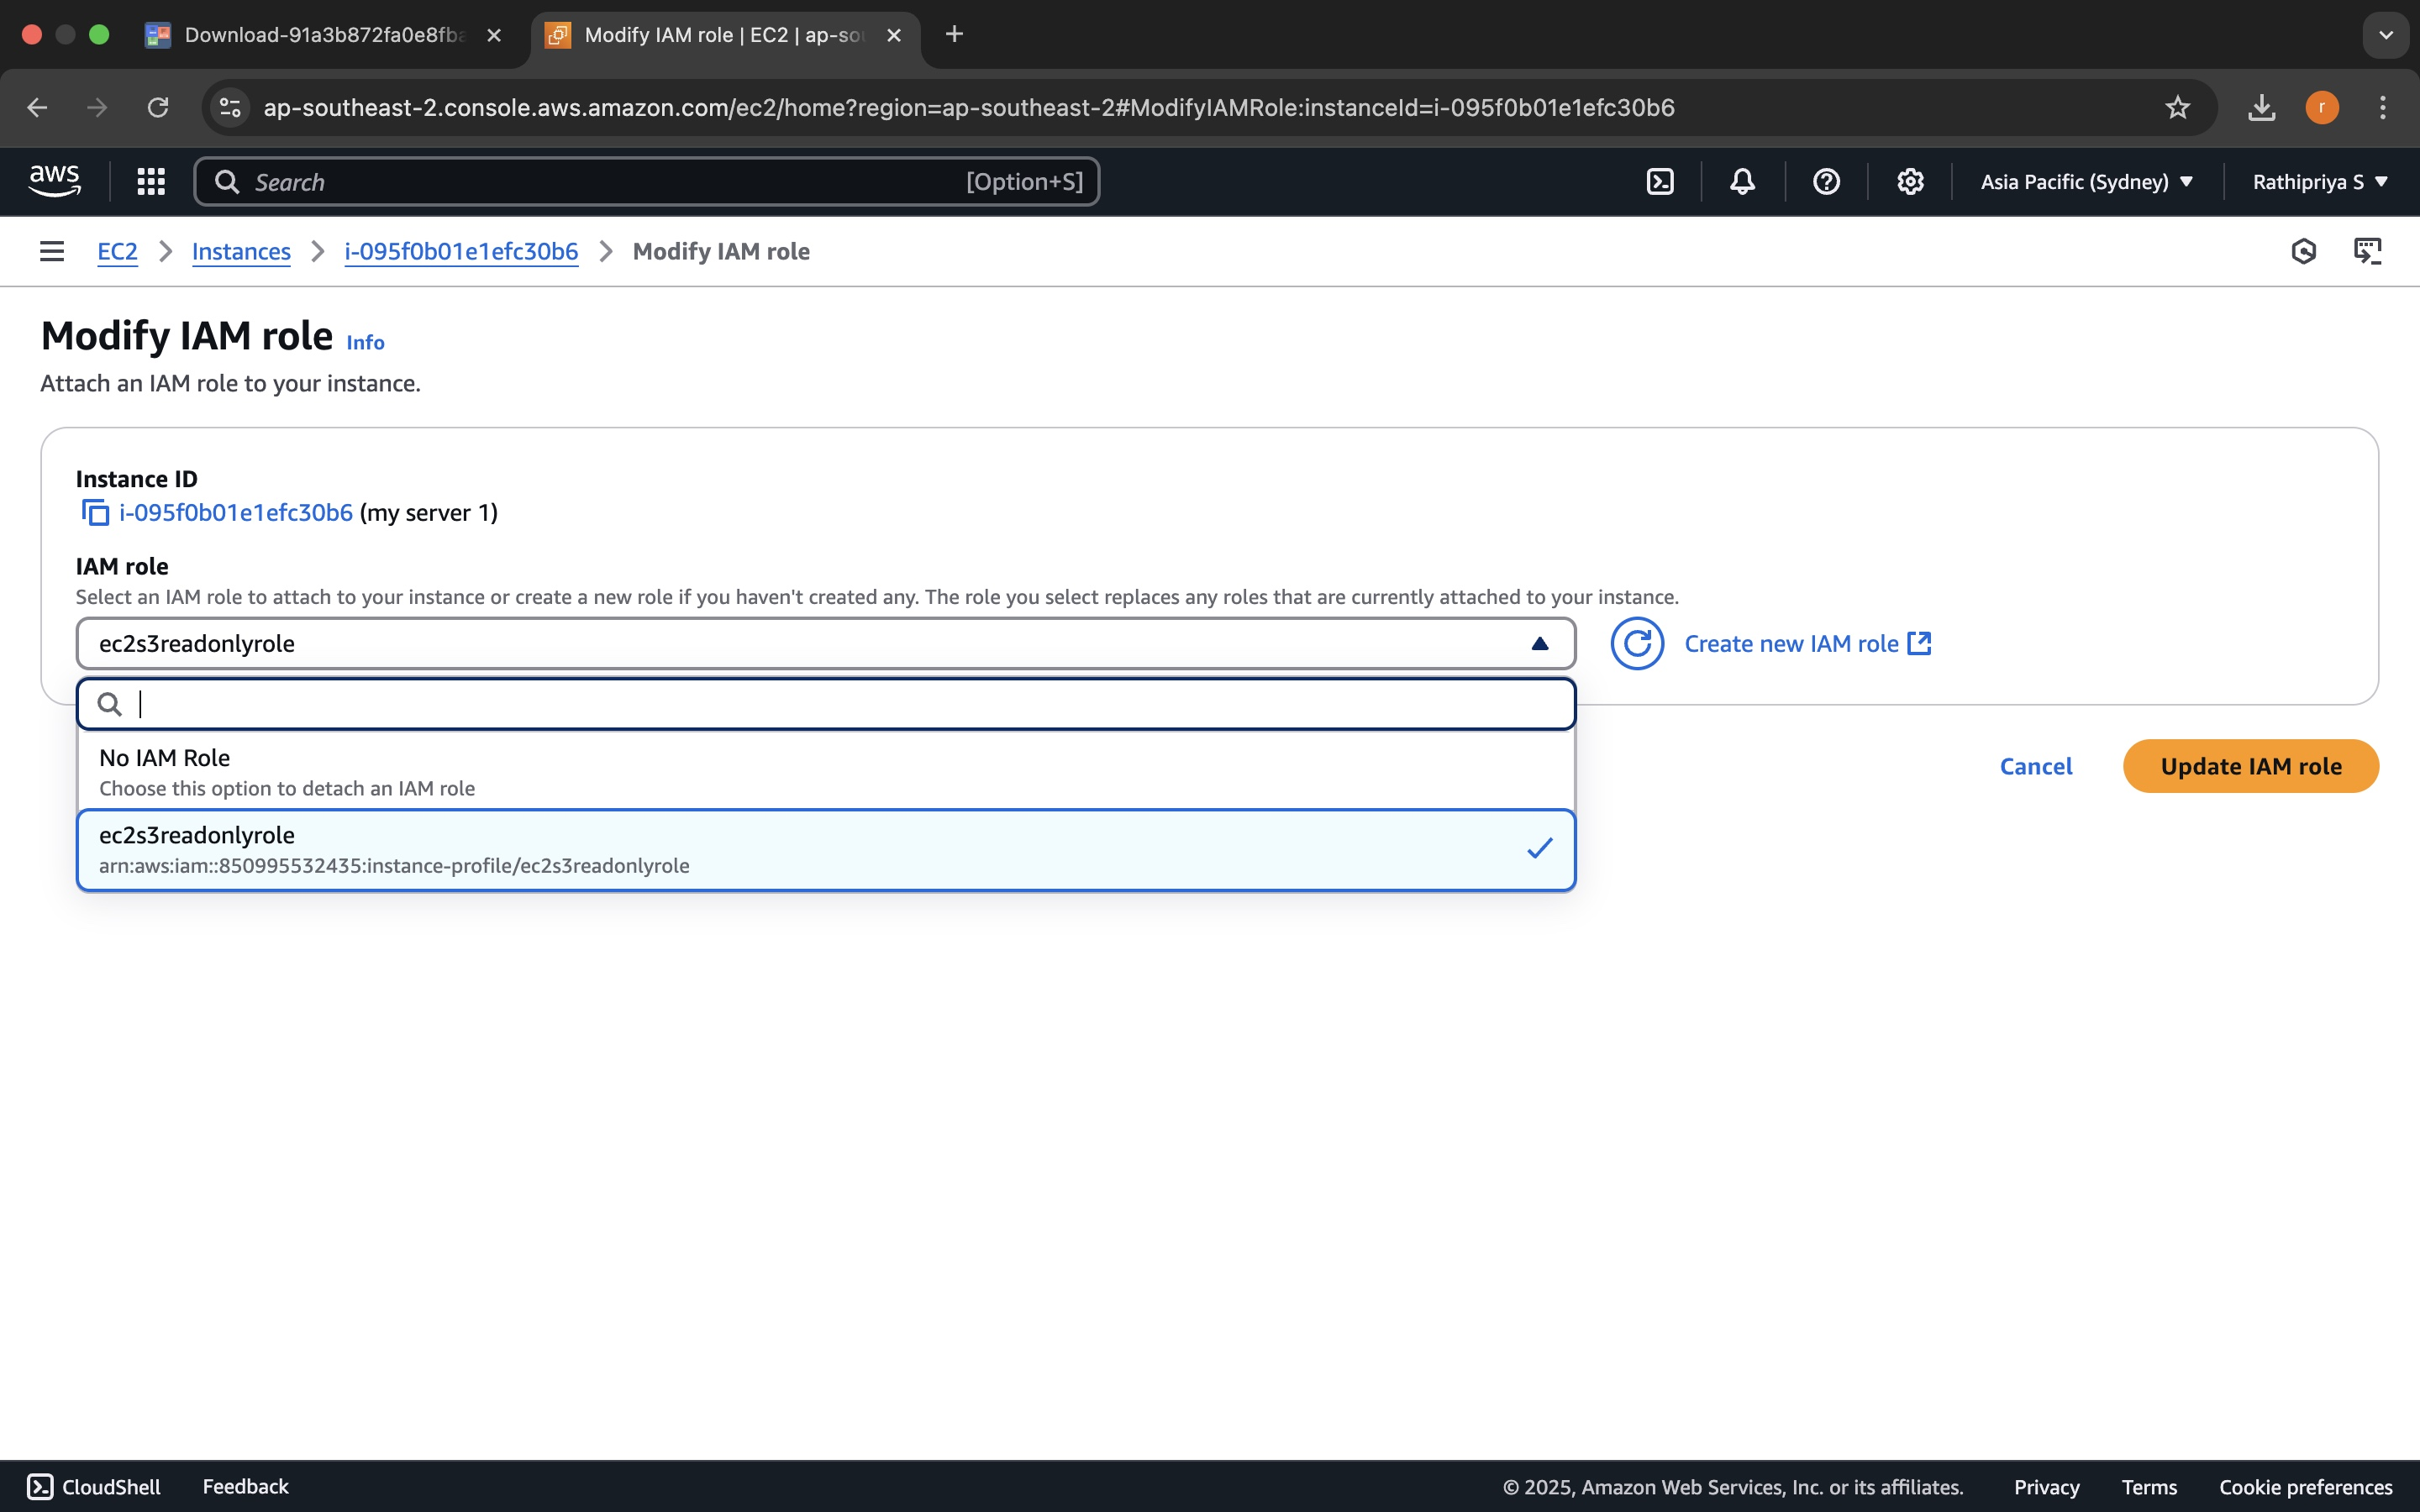 Download-91a3b872fa0e8fba
Modify IAM role | EC2 | ap-sou
ap-southeast-2.console.aws.amazon.com/ec2/home?region=ap-southeast-2#ModifyIAMRole:instanceId=i-095f0b01e1efc30b6
r
aws
Search
[Option+S]
Asia Pacific (Sydney)
Rathipriya S
EC2
Instances
i-095f0b01e1efc30b6
Modify IAM role
Modify IAM role Info
Attach an IAM role to your instance.
Instance ID
i-095f0b01e1efc30b6 (my server 1)
IAM role
Select an IAM role to attach to your instance or create a new role if you haven't created any. The role you select replaces any roles that are currently attached to your instance.
ec2s3readonlyrole
Create new IAM role
No IAM Role
Choose this option to detach an IAM role
ec2s3readonlyrole
arn:aws:iam::850995532435:instance-profile/ec2s3readonlyrole
Cancel
Update IAM role
CloudShell
Feedback
© 2025, Amazon Web Services, Inc. or its affiliates.
Privacy
Terms
Cookie preferences